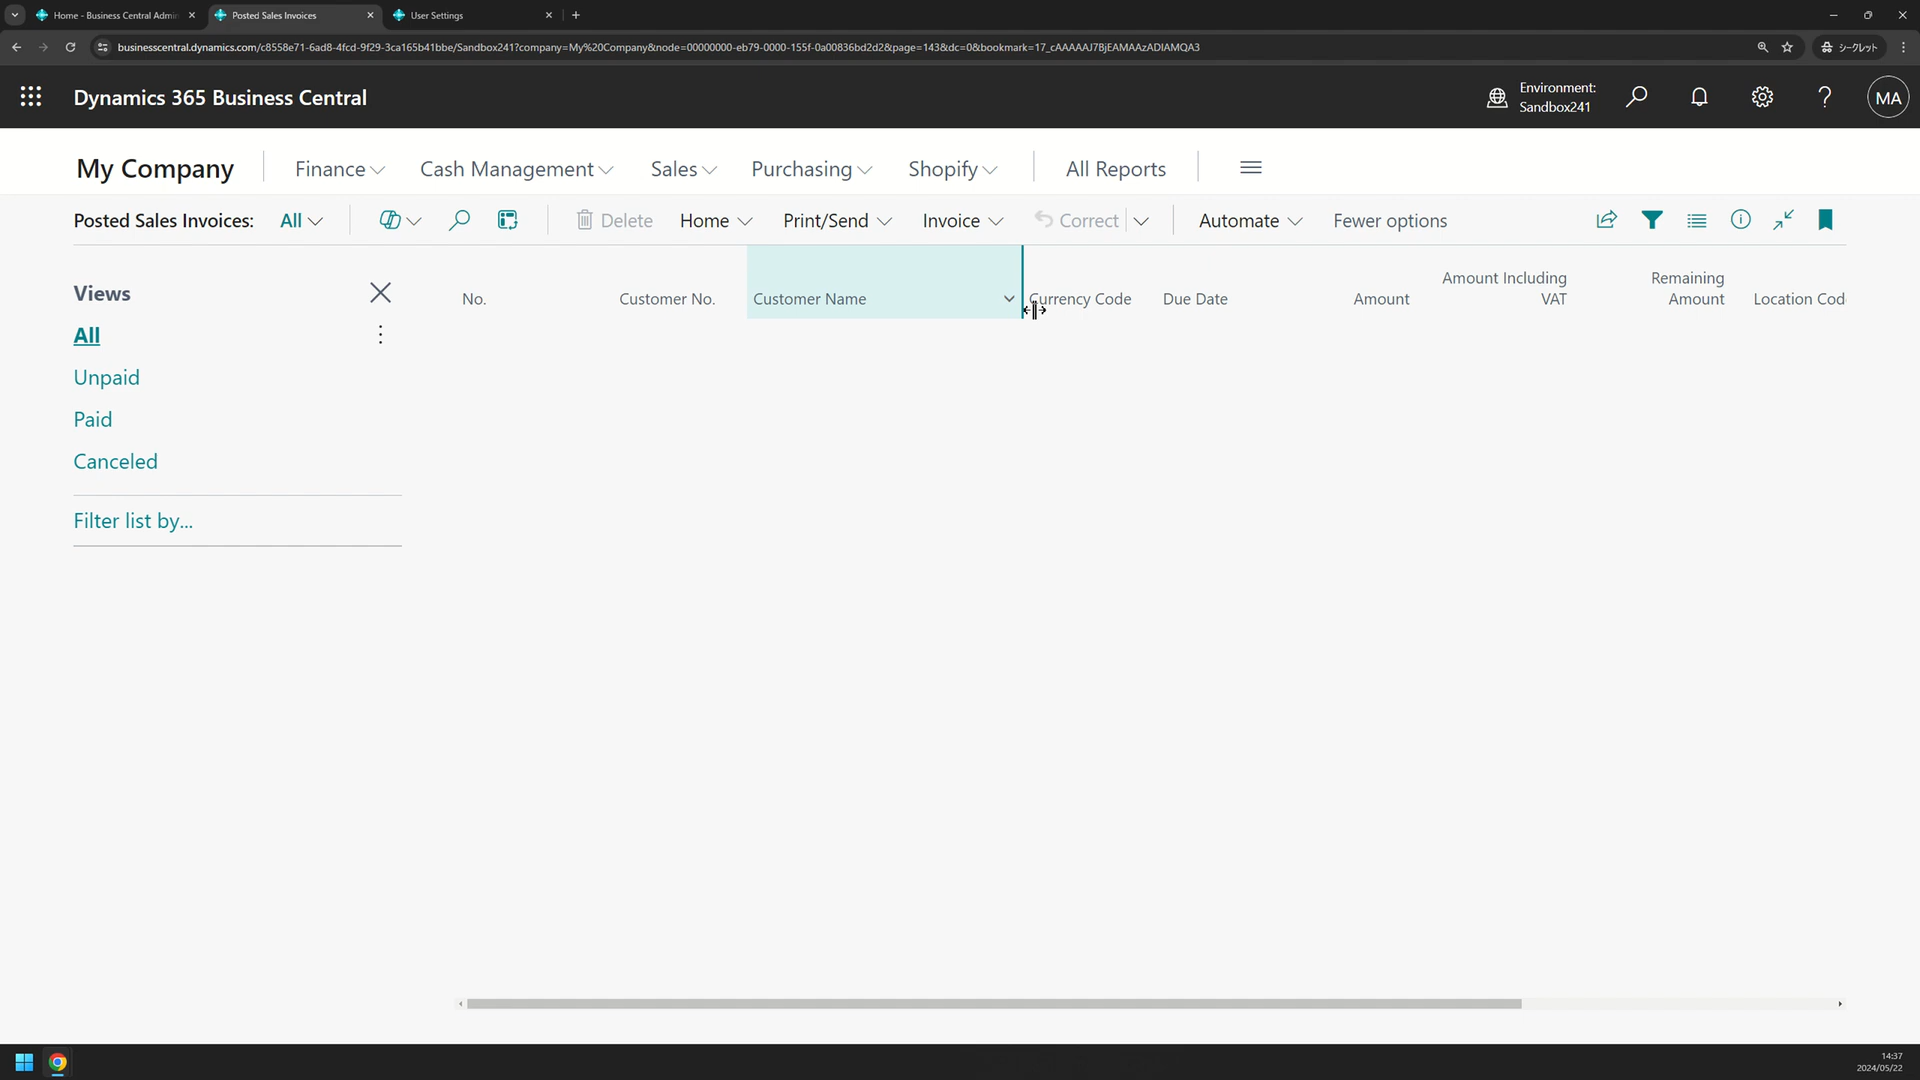 Home - Business Central Admin
Posted Sales Invoices
User Settings
businesscentral.dynamics.com/c8558e71-6ad8-4fcd-9f29-3ca165b41bbe/Sandbox241?company=My%20Company&node=00000000-eb79-0000-155f-0a00836bd2d2&page=143&dc=0&bookmark=17_cAAAAAJ7BjEAMAAzADIAMQA3
シークレット
Dynamics 365 Business Central
Environment:
Sandbox241
MA
My Company
Finance
Cash Management
Sales
Purchasing
Shopify
All Reports
Posted Sales Invoices:
All
Delete
Home
Print/Send
Invoice
Correct
Automate
Fewer options
Views
All
Unpaid
Paid
Canceled
Filter list by...
No.
Customer No.
Customer Name
Currency Code
Due Date
Amount
Amount Including
VAT
Remaining
Amount
Location Cod
14:37
2024/05/22